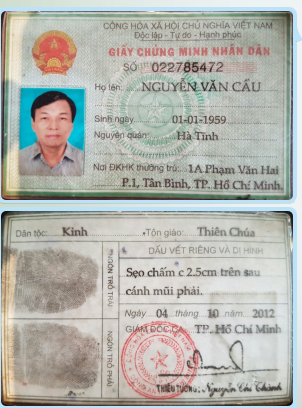 CỘNG HÒA XÃ HỘI CHỦ NGHĨA VIỆT NAM
Độc lập - Tự do - Hạnh phúc
GIẤY CHỨNG MINH NHÂN DÂN
SỐ 022785472
Họ tên: NGUYỄN VĂN CẨU
Sinh ngày 01-01-1959
Nguyên quán: Hà Tĩnh
Nơi ĐKHK thường trú: 1A Phạm Văn Hai
P.1, Tân Bình, TP. Hồ Chí Minh
Dân tộc: Kinh Tôn giáo: Thiên Chúa
NGÓN TRỎ TRÁI
NGÓN TRỎ PHẢI
DẤU VẾT RIÊNG VÀ DỊ HÌNH
Sẹo chấm c 2.5cm trên sau
cánh mũi phải.
Ngày 04 tháng 10 năm 2012
GIÁM ĐỐC CA TP. Hồ Chí Minh
THIẾU TƯỚNG: Nguyễn Chí Thành